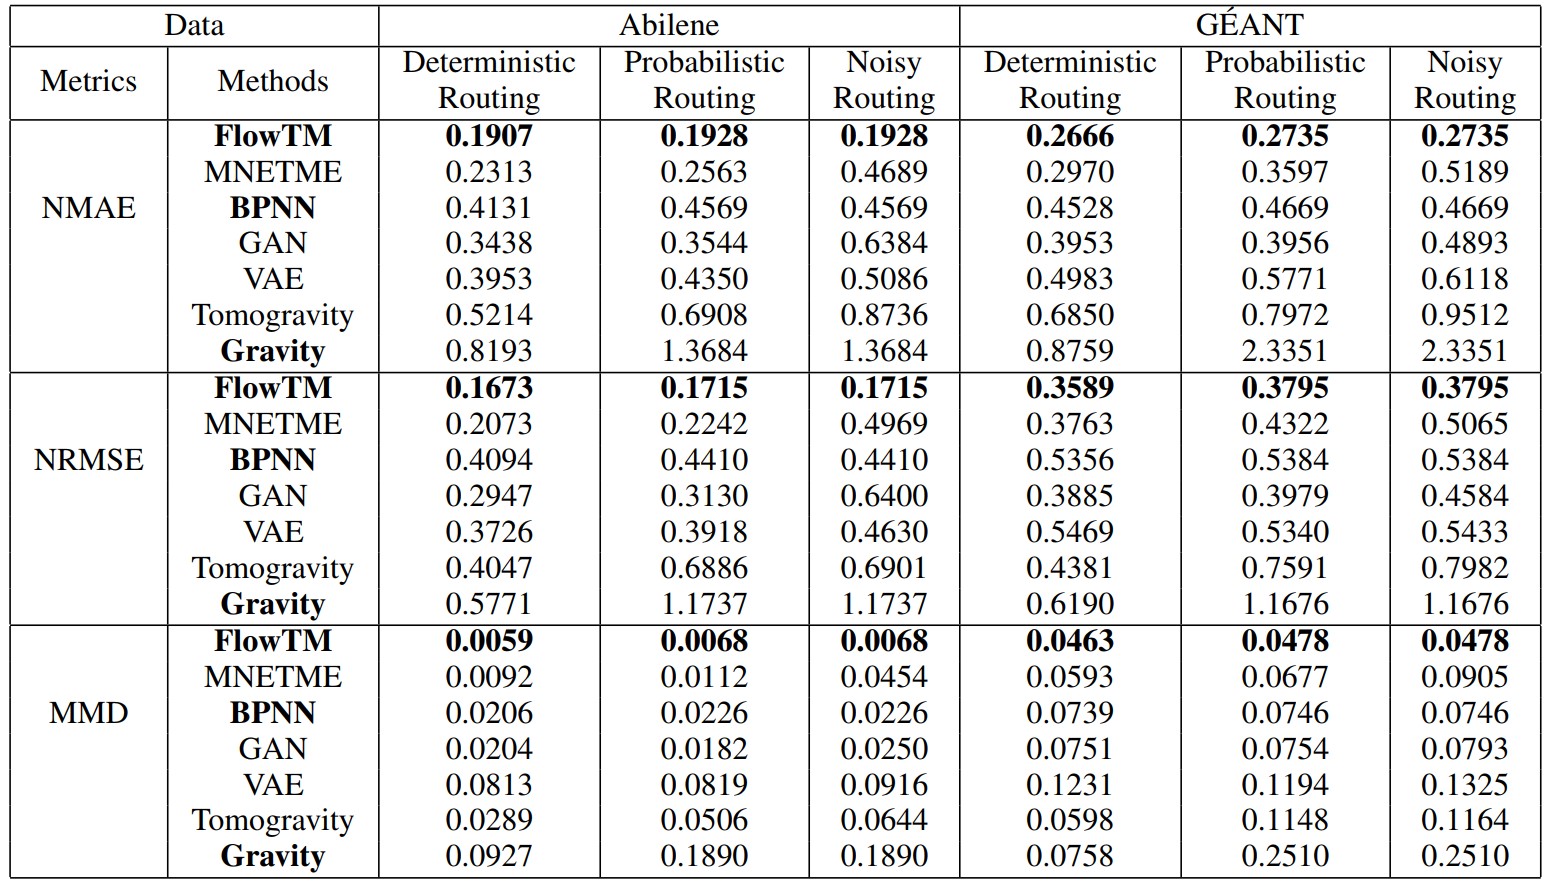 Data Abilene GÉANT
Metrics Methods Deterministic Routing Probabilistic Routing Noisy Routing Deterministic Routing Probabilistic Routing Noisy Routing
FlowTM 0.1907 0.1928 0.1928 0.2666 0.2735 0.2735
MNETME 0.2313 0.2563 0.4689 0.2970 0.3597 0.5189
NMAE BPNN 0.4131 0.4569 0.4569 0.4528 0.4669 0.4669
GAN 0.3438 0.3544 0.6384 0.3953 0.3956 0.4893
VAE 0.3953 0.4350 0.5086 0.4983 0.5771 0.6118
Tomogravity 0.5214 0.6908 0.8736 0.6850 0.7972 0.9512
Gravity 0.8193 1.3684 1.3684 0.8759 2.3351 2.3351
FlowTM 0.1673 0.1715 0.1715 0.3589 0.3795 0.3795
MNETME 0.2073 0.2242 0.4969 0.3763 0.4322 0.5065
NRMSE BPNN 0.4094 0.4410 0.4410 0.5356 0.5384 0.5384
GAN 0.2947 0.3130 0.6400 0.3885 0.3979 0.4584
VAE 0.3726 0.3918 0.4630 0.5469 0.5340 0.5433
Tomogravity 0.4047 0.6886 0.6901 0.4381 0.7591 0.7982
Gravity 0.5771 1.1737 1.1737 0.6190 1.1676 1.1676
FlowTM 0.0059 0.0068 0.0068 0.0463 0.0478 0.0478
MNETME 0.0092 0.0112 0.0454 0.0593 0.0677 0.0905
MMD BPNN 0.0206 0.0226 0.0226 0.0739 0.0746 0.0746
GAN 0.0204 0.0182 0.0250 0.0751 0.0754 0.0793
VAE 0.0813 0.0819 0.0916 0.1231 0.1194 0.1325
Tomogravity 0.0289 0.0506 0.0644 0.0598 0.1148 0.1164
Gravity 0.0927 0.1890 0.1890 0.0758 0.2510 0.2510